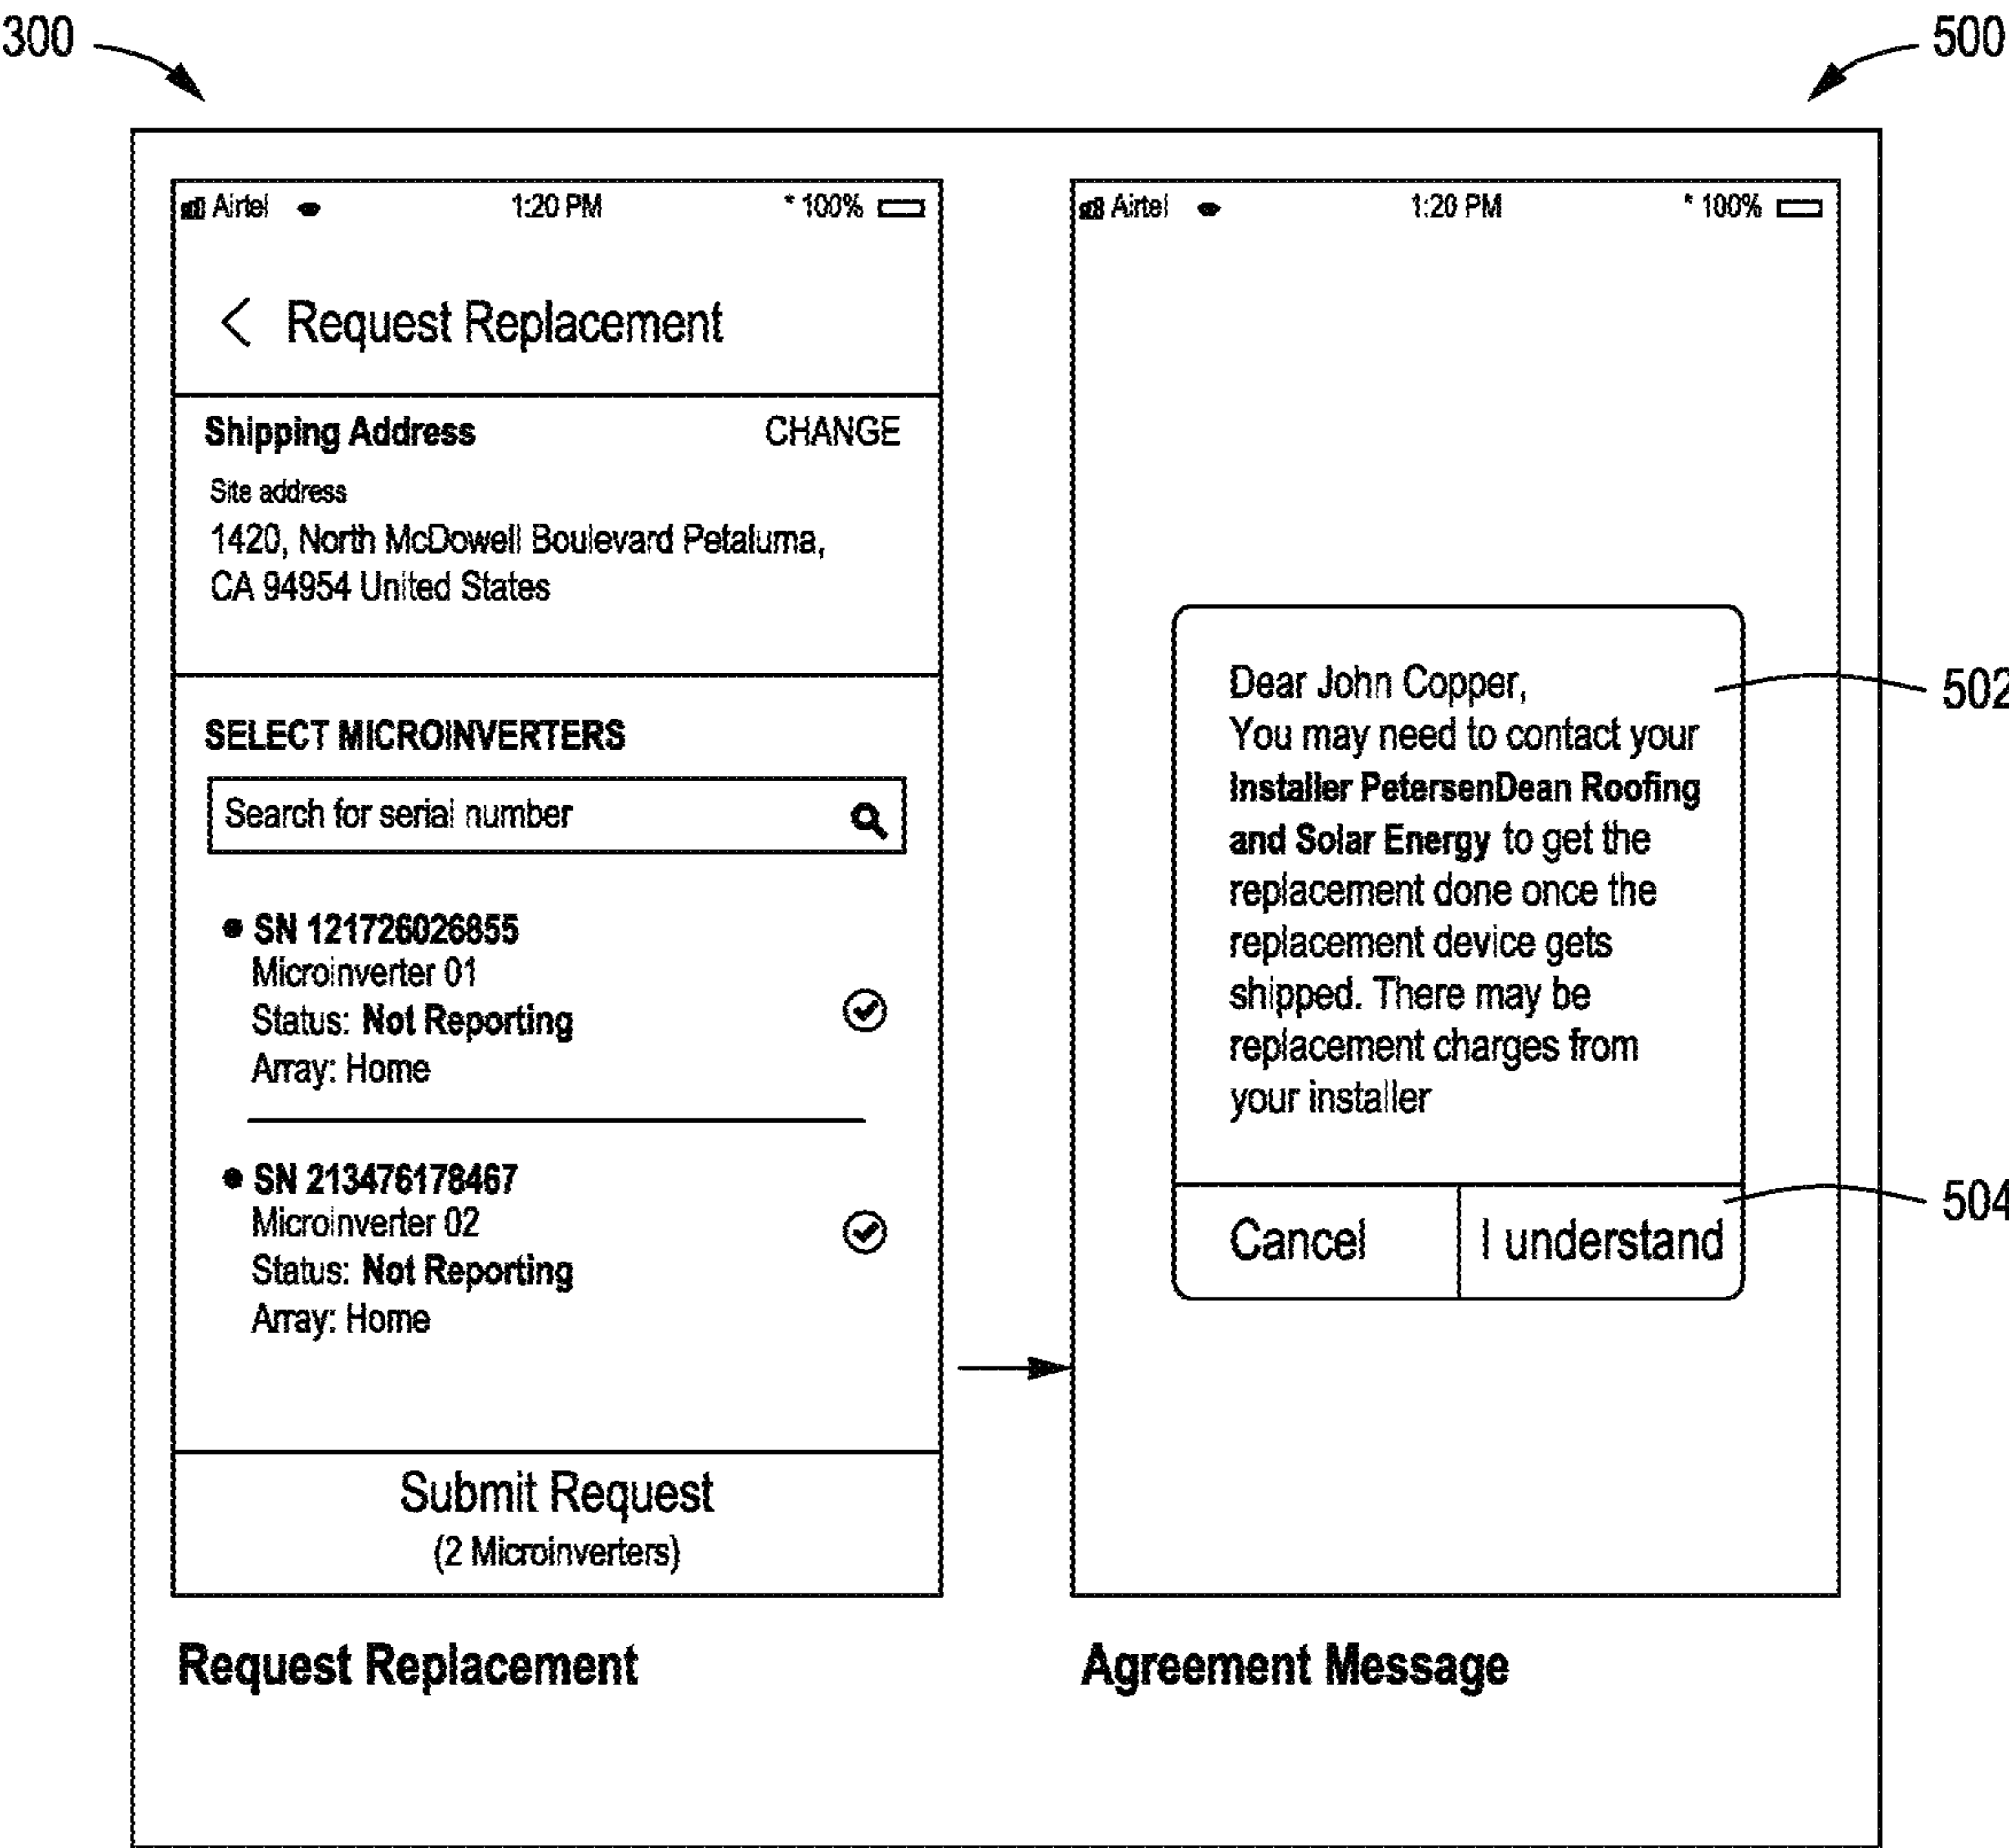 300
500
Airtel 1:20 PM * 100%
< Request Replacement
Shipping Address CHANGE
Site address
1420, North McDowell Boulevard Petaluma,
CA 94954 United States
SELECT MICROINVERTERS
Search for serial number
SN 121726026855
Microinverter 01
Status: Not Reporting
Array: Home
SN 213476178467
Microinverter 02
Status: Not Reporting
Array: Home
Submit Request
(2 Microinverters)
Request Replacement
Airtel 1:20 PM * 100%
Dear John Copper,
You may need to contact your
Installer PetersenDean Roofing
and Solar Energy to get the
replacement done once the
replacement device gets
shipped. There may be
replacement charges from
your installer
502
Cancel I understand
504
Agreement Message